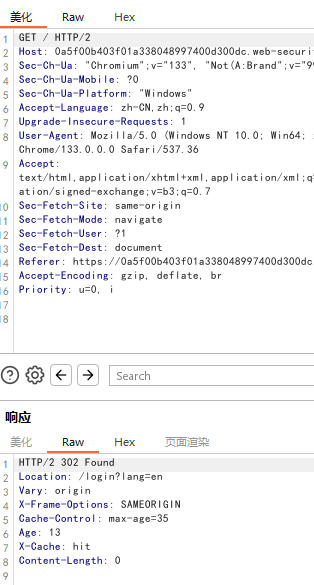 美化 Raw Hex
1 GET / HTTP/2
2 Host: 0a5f00b403f01a338048997400d300dc.web-securi
3 Sec-Ch-Ua: "Chromium";v="133", "Not(A:Brand";v="99
4 Sec-Ch-Ua-Mobile: ?0
5 Sec-Ch-Ua-Platform: "Windows"
6 Accept-Language: zh-CN,zh;q=0.9
7 Upgrade-Insecure-Requests: 1
8 User-Agent: Mozilla/5.0 (Windows NT 10.0; Win64;
Chrome/133.0.0.0 Safari/537.36
9 Accept:
text/html,application/xhtml+xml,application/xml;q=
ation/signed-exchange;v=b3;q=0.7
10 Sec-Fetch-Site: same-origin
11 Sec-Fetch-Mode: navigate
12 Sec-Fetch-User: ?1
13 Sec-Fetch-Dest: document
14 Referer: https://0a5f00b403f01a338048997400d300dc.
15 Accept-Encoding: gzip, deflate, br
16 Priority: u=0, i
17
18
Search
响应
美化 Raw Hex 页面渲染
1 HTTP/2 302 Found
2 Location: /login?lang=en
3 Vary: origin
4 X-Frame-Options: SAMEORIGIN
5 Cache-Control: max-age=35
6 Age: 13
7 X-Cache: hit
8 Content-Length: 0
9